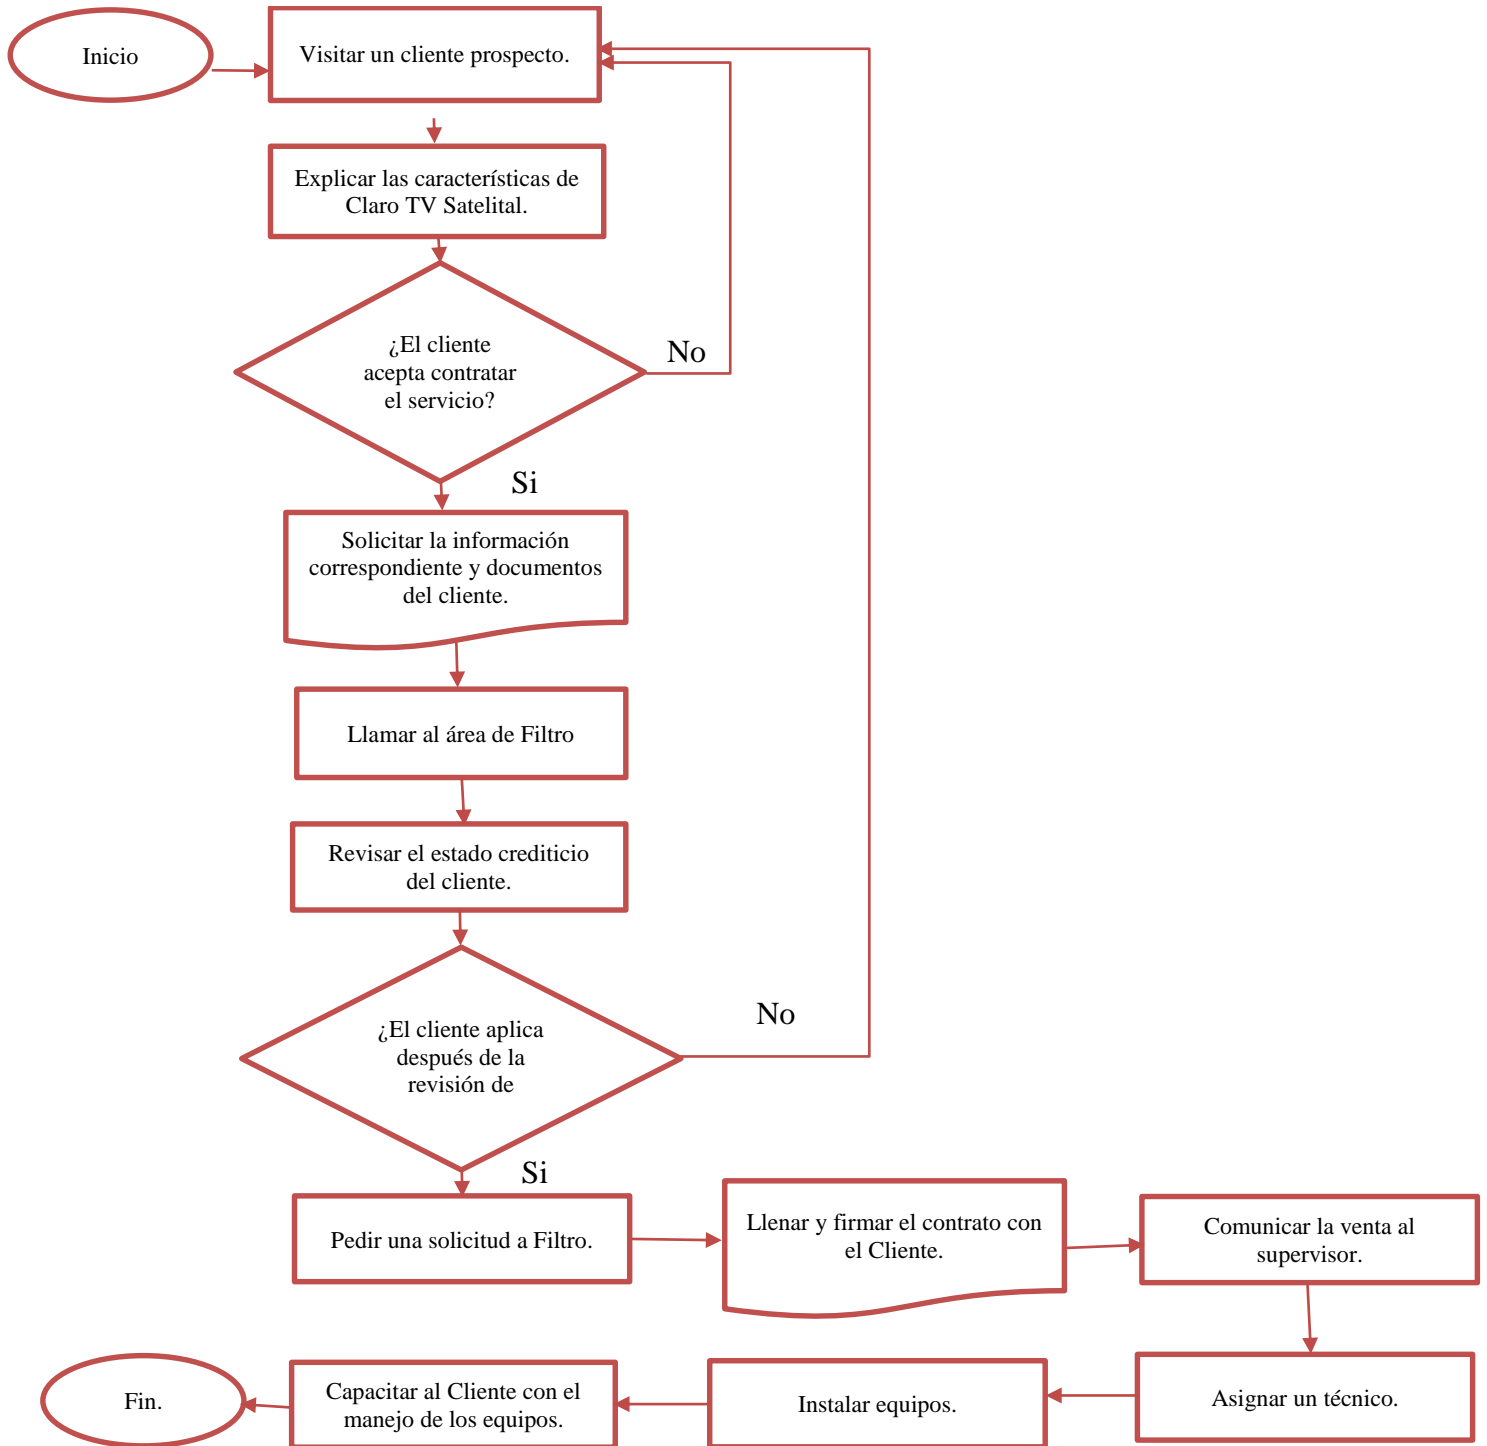 Inicio
Visitar un cliente prospecto.
Explicar las características de
Claro TV Satelital.
¿El cliente
acepta contratar
el servicio?
No
Si
Solicitar la información
correspondiente y documentos
del cliente.
Llamar al área de Filtro
Revisar el estado crediticio
del cliente.
¿El cliente aplica
después de la
revisión de
No
Si
Pedir una solicitud a Filtro.
Llenar y firmar el contrato con
el Cliente.
Comunicar la venta al
supervisor.
Asignar un técnico.
Instalar equipos.
Capacitar al Cliente con el
manejo de los equipos.
Fin.